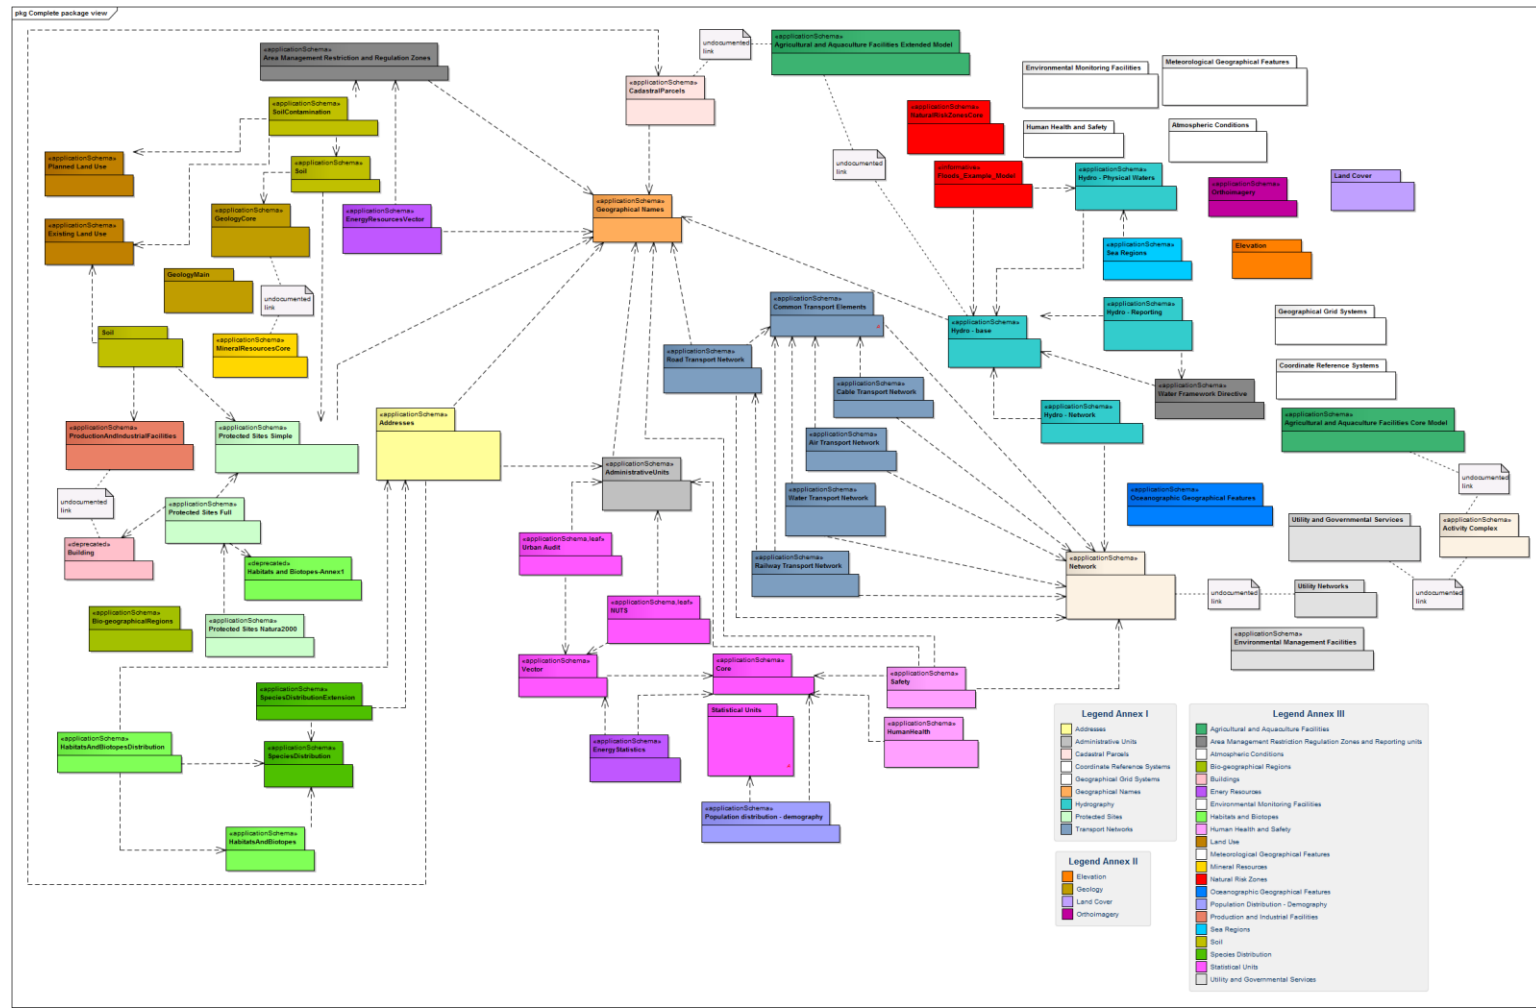 pkg Complete package view
«applicationSchema»
Area Management Restriction and Regulation Zones
undocumented
link
«applicationSchema»
Agricultural and Aquaculture Facilities Extended Model
Environmental Monitoring Facilities
Meteorological Geographical Features
«applicationSchema»
CadastralParcels
«applicationSchema»
SoilContamination
«applicationSchema»
NaturalRiskZonesCore
Human Health and Safety
Atmospheric Conditions
«applicationSchema»
Planned Land Use
«applicationSchema»
Soil
undocumented
link
«informative»
Floods_Example_Model
«applicationSchema»
Hydro - Physical Waters
«applicationSchema»
Orthoimagery
Land Cover
«applicationSchema»
Existing Land Use
«applicationSchema»
GeologyCore
«applicationSchema»
EnergyResourcesVector
«applicationSchema»
Geographical Names
«applicationSchema»
Sea Regions
Elevation
GeologyMain
undocumented
link
«applicationSchema»
Common Transport Elements
«applicationSchema»
Hydro - base
«applicationSchema»
Hydro - Reporting
Geographical Grid Systems
Soil
«applicationSchema»
MineralResourcesCore
«applicationSchema»
Road Transport Network
«applicationSchema»
Cable Transport Network
«applicationSchema»
Water Framework Directive
Coordinate Reference Systems
«applicationSchema»
ProductionAndIndustrialFacilities
«applicationSchema»
Protected Sites Simple
«applicationSchema»
Addresses
«applicationSchema»
Air Transport Network
«applicationSchema»
Hydro - Network
«applicationSchema»
Agricultural and Aquaculture Facilities Core Model
undocumented
link
«applicationSchema»
Protected Sites Full
«applicationSchema»
AdministrativeUnits
«applicationSchema»
Water Transport Network
«applicationSchema»
Oceanographic Geographical Features
undocumented
link
«deprecated»
Building
«deprecated»
Habitats and Biotopes-Annex1
«applicationSchema,leaf»
Urban Audit
«applicationSchema»
Railway Transport Network
«applicationSchema»
Network
Utility and Governmental Services
«applicationSchema»
Activity Complex
«applicationSchema»
Bio-geographicalRegions
«applicationSchema»
Protected Sites Natura2000
«applicationSchema,leaf»
NUTS
undocumented
link
Utility Networks
undocumented
link
«applicationSchema»
Environmental Management Facilities
«applicationSchema»
Vector
«applicationSchema»
Core
«applicationSchema»
Safety
«applicationSchema»
SpeciesDistributionExtension
Statistical Units
«applicationSchema»
HumanHealth
«applicationSchema»
HabitatsAndBiotopesDistribution
«applicationSchema»
SpeciesDistribution
«applicationSchema»
EnergyStatistics
«applicationSchema»
Population distribution - demography
«applicationSchema»
HabitatsAndBiotopes
Legend Annex I
Addresses
Administrative Units
Cadastral Parcels
Coordinate Reference Systems
Geographical Grid Systems
Geographical Names
Hydrography
Protected Sites
Transport Networks
Legend Annex II
Elevation
Geology
Land Cover
Orthoimagery
Legend Annex III
Agricultural and Aquaculture Facilities
Area Management Restriction Regulation Zones and Reporting units
Atmospheric Conditions
Bio-geographical Regions
Buildings
Enery Resources
Environmental Monitoring Facilities
Habitats and Biotopes
Human Health and Safety
Land Use
Meteorological Geographical Features
Mineral Resources
Natural Risk Zones
Oceanographic Geographical Features
Population Distribution - Demography
Production and Industrial Facilities
Sea Regions
Soil
Species Distribution
Statistical Units
Utility and Governmental Services